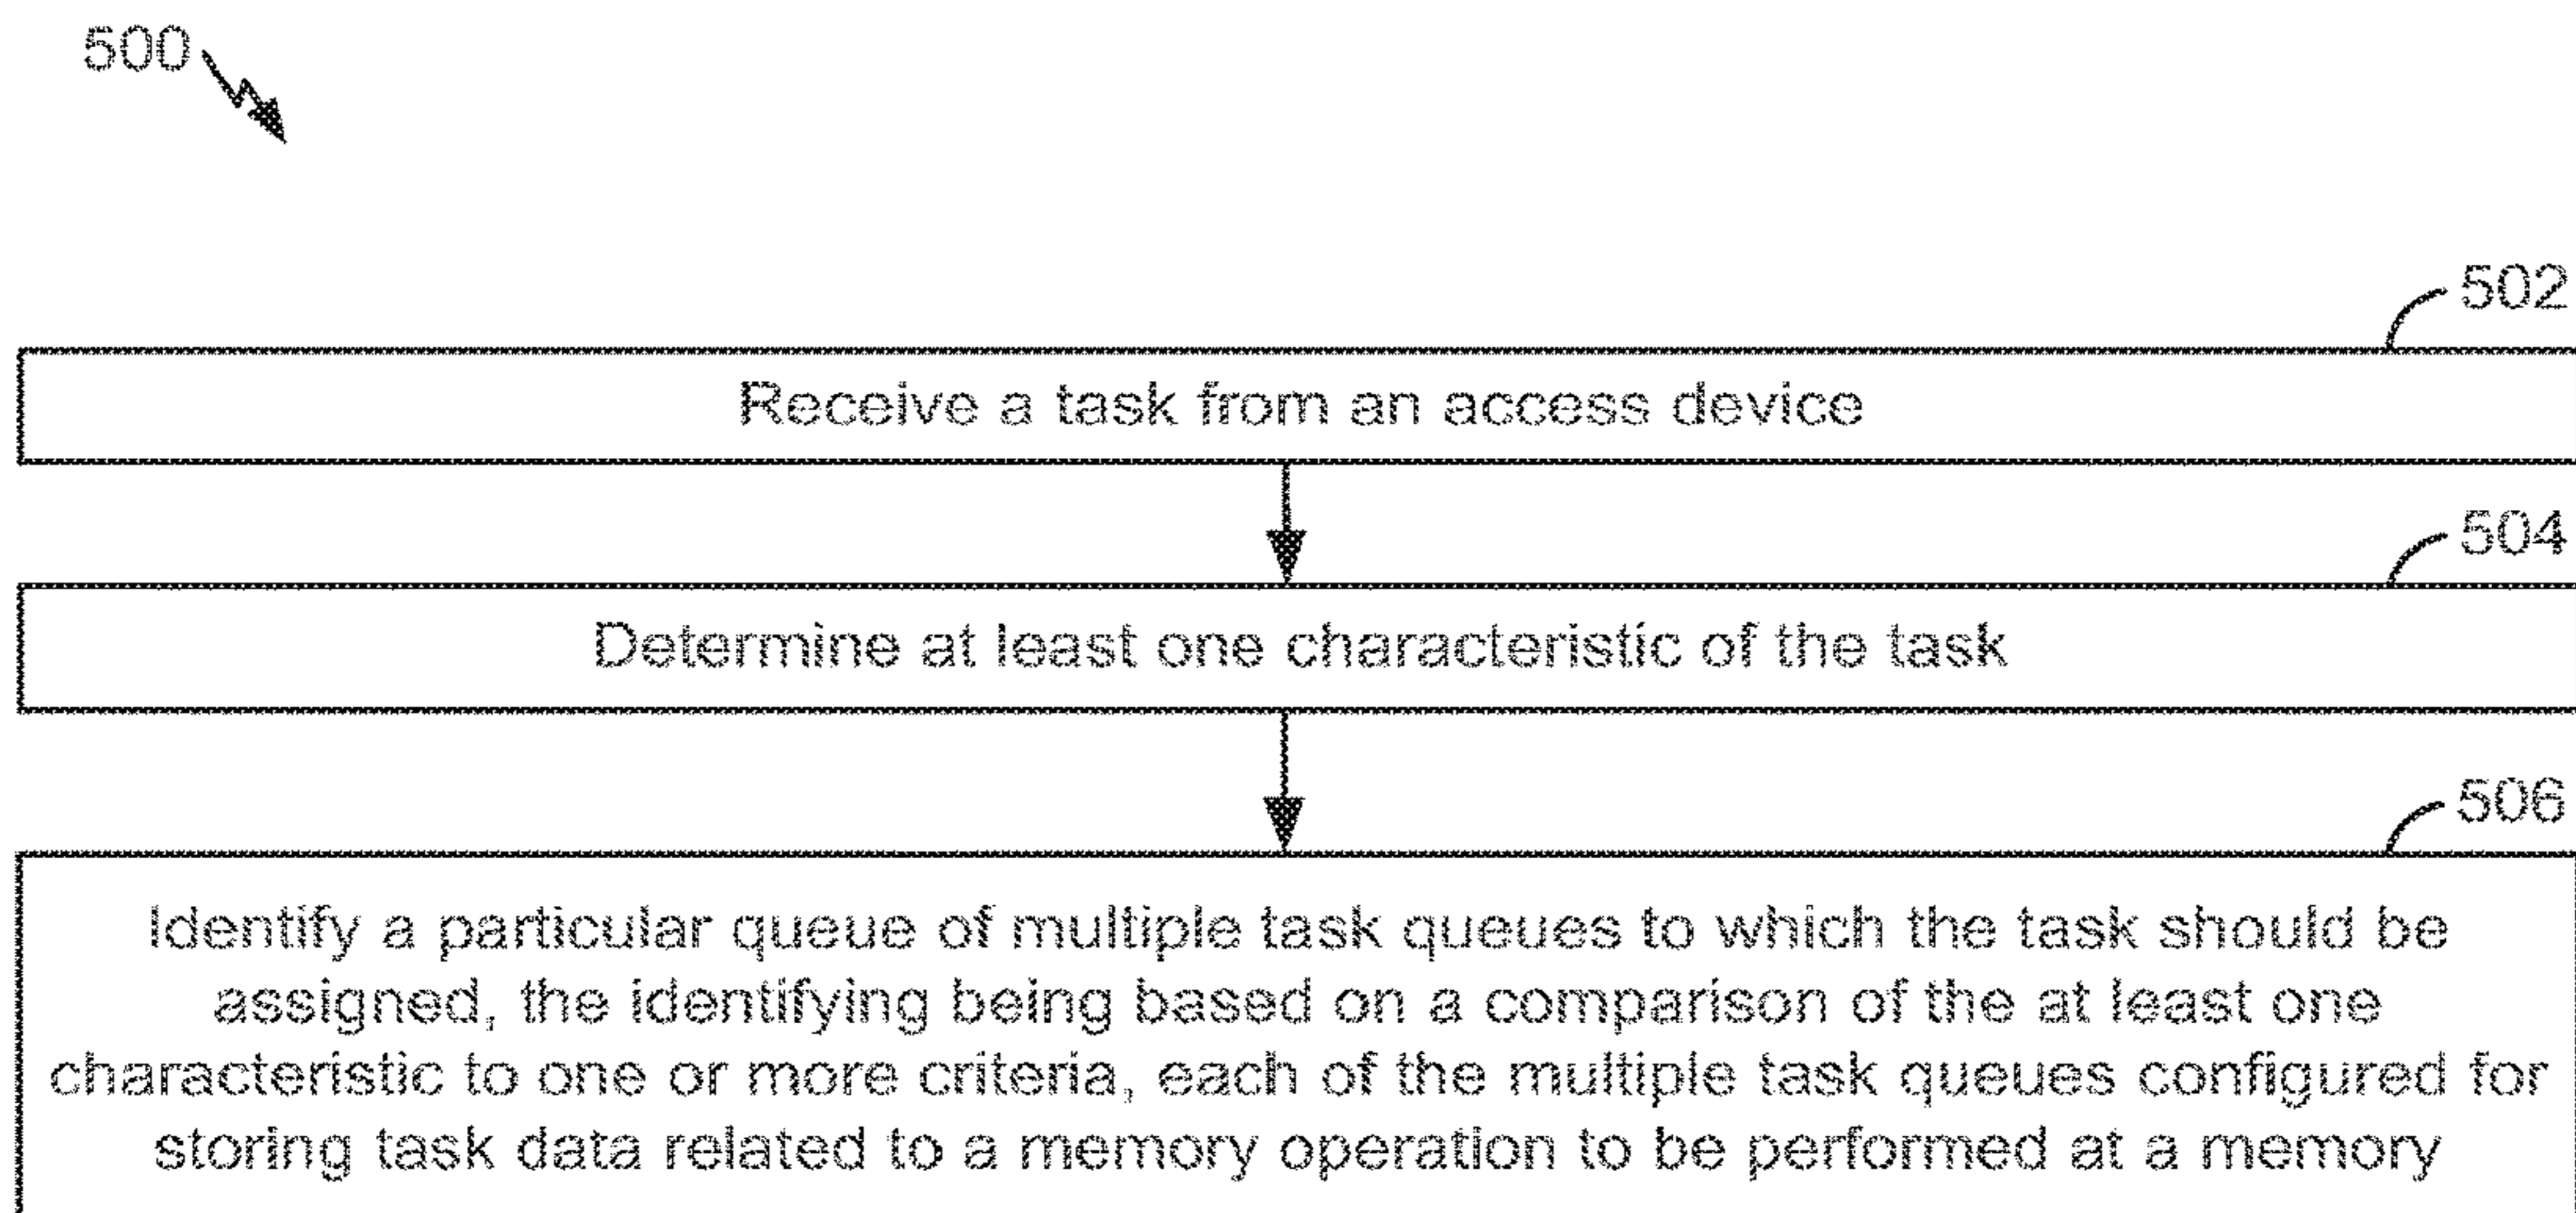 500
502
Receive a task from an access device
504
Determine at least one characteristic of the task
506
Identify a particular queue of multiple task queues to which the task should be
assigned, the identifying being based on a comparison of the at least one
characteristic to one or more criteria, each of the multiple task queues configured for
storing task data related to a memory operation to be performed at a memory